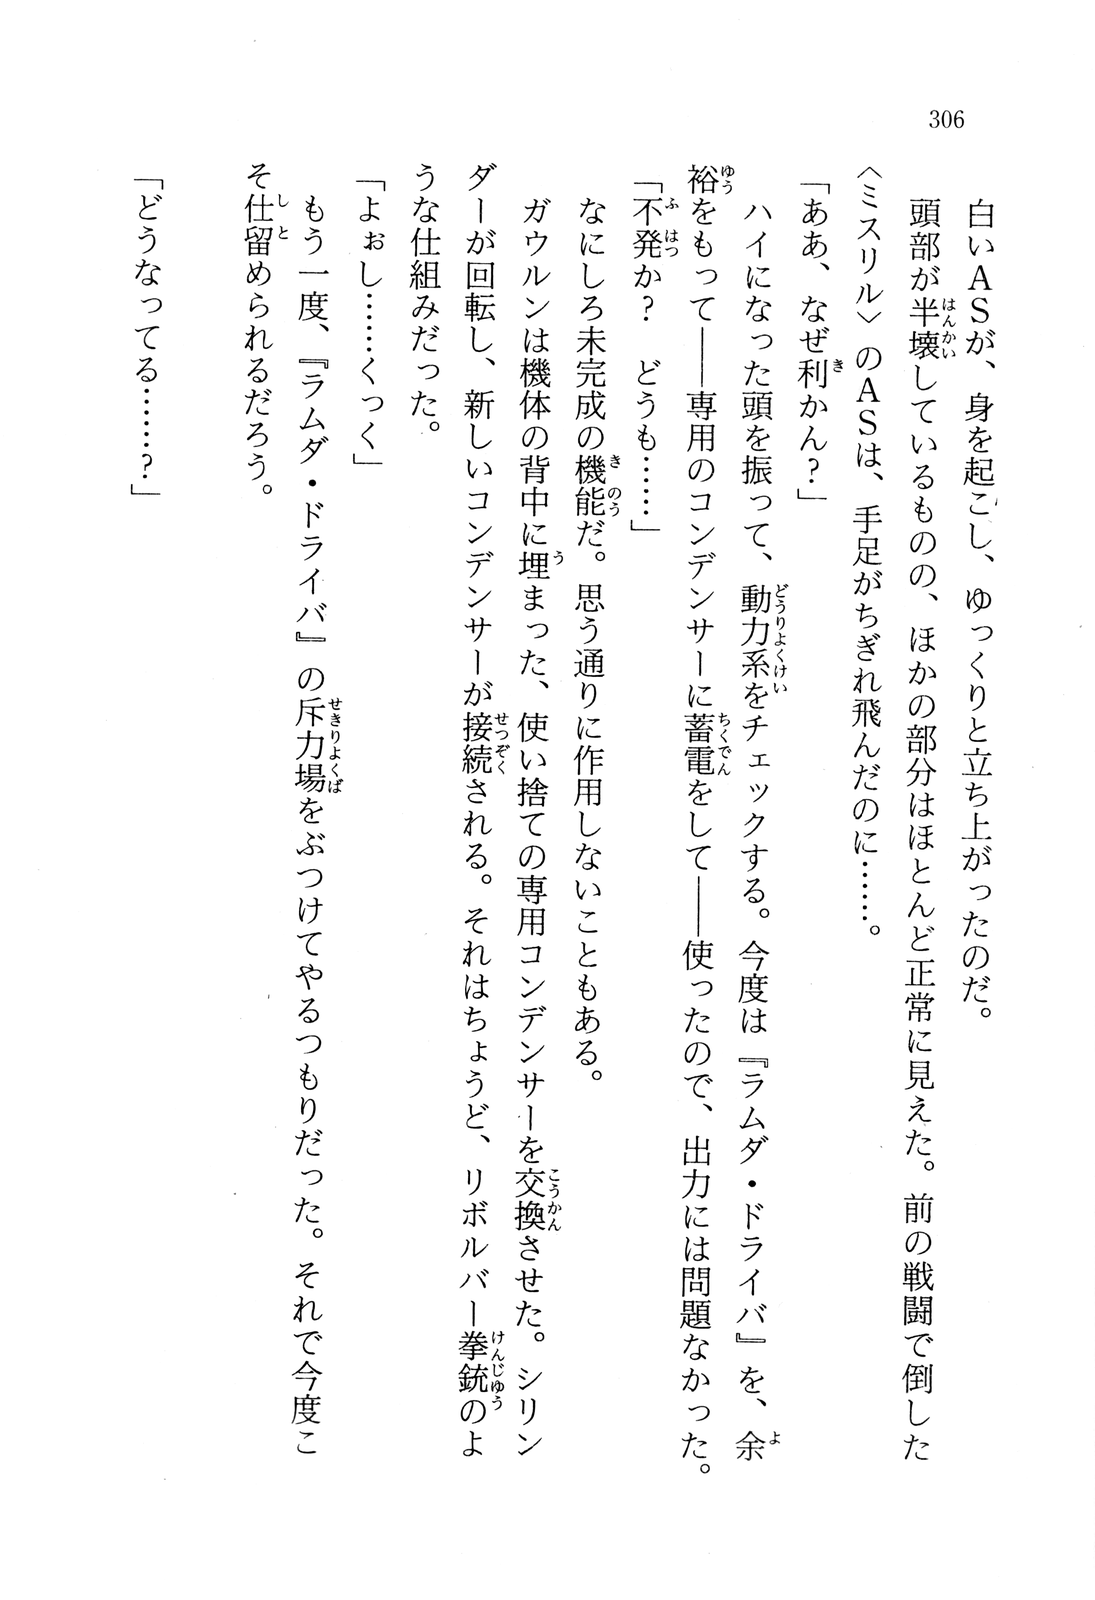 306
白いASが、身を起こし、ゆっくりと立ち上がったのだ。
頭部が半壊しているものの、ほかの部分はほとんど正常に見えた。前の戦闘で倒した
〈ミスリル〉のASは、手足がちぎれ飛んだのに……。
「ああ、なぜ利かん？」
ハイになった頭を振って、動力系をチェックする。今度は『ラムダ・ドライバ』を、余
裕をもって――専用のコンデンサーに蓄電をして――使ったので、出力には問題なかった。
「不発か？　どうも……」
なにしろ未完成の機能だ。思う通りに作用しないこともある。
ガウルンは機体の背中に埋まった、使い捨ての専用コンデンサーを交換させた。シリン
ダーが回転し、新しいコンデンサーが接続される。それはちょうど、リボルバー拳銃のよ
うな仕組みだった。
「よぉし……くっく」
もう一度、『ラムダ・ドライバ』の斥力場をぶつけてやるつもりだった。それで今度こ
そ仕留められるだろう。
「どうなってる……？」